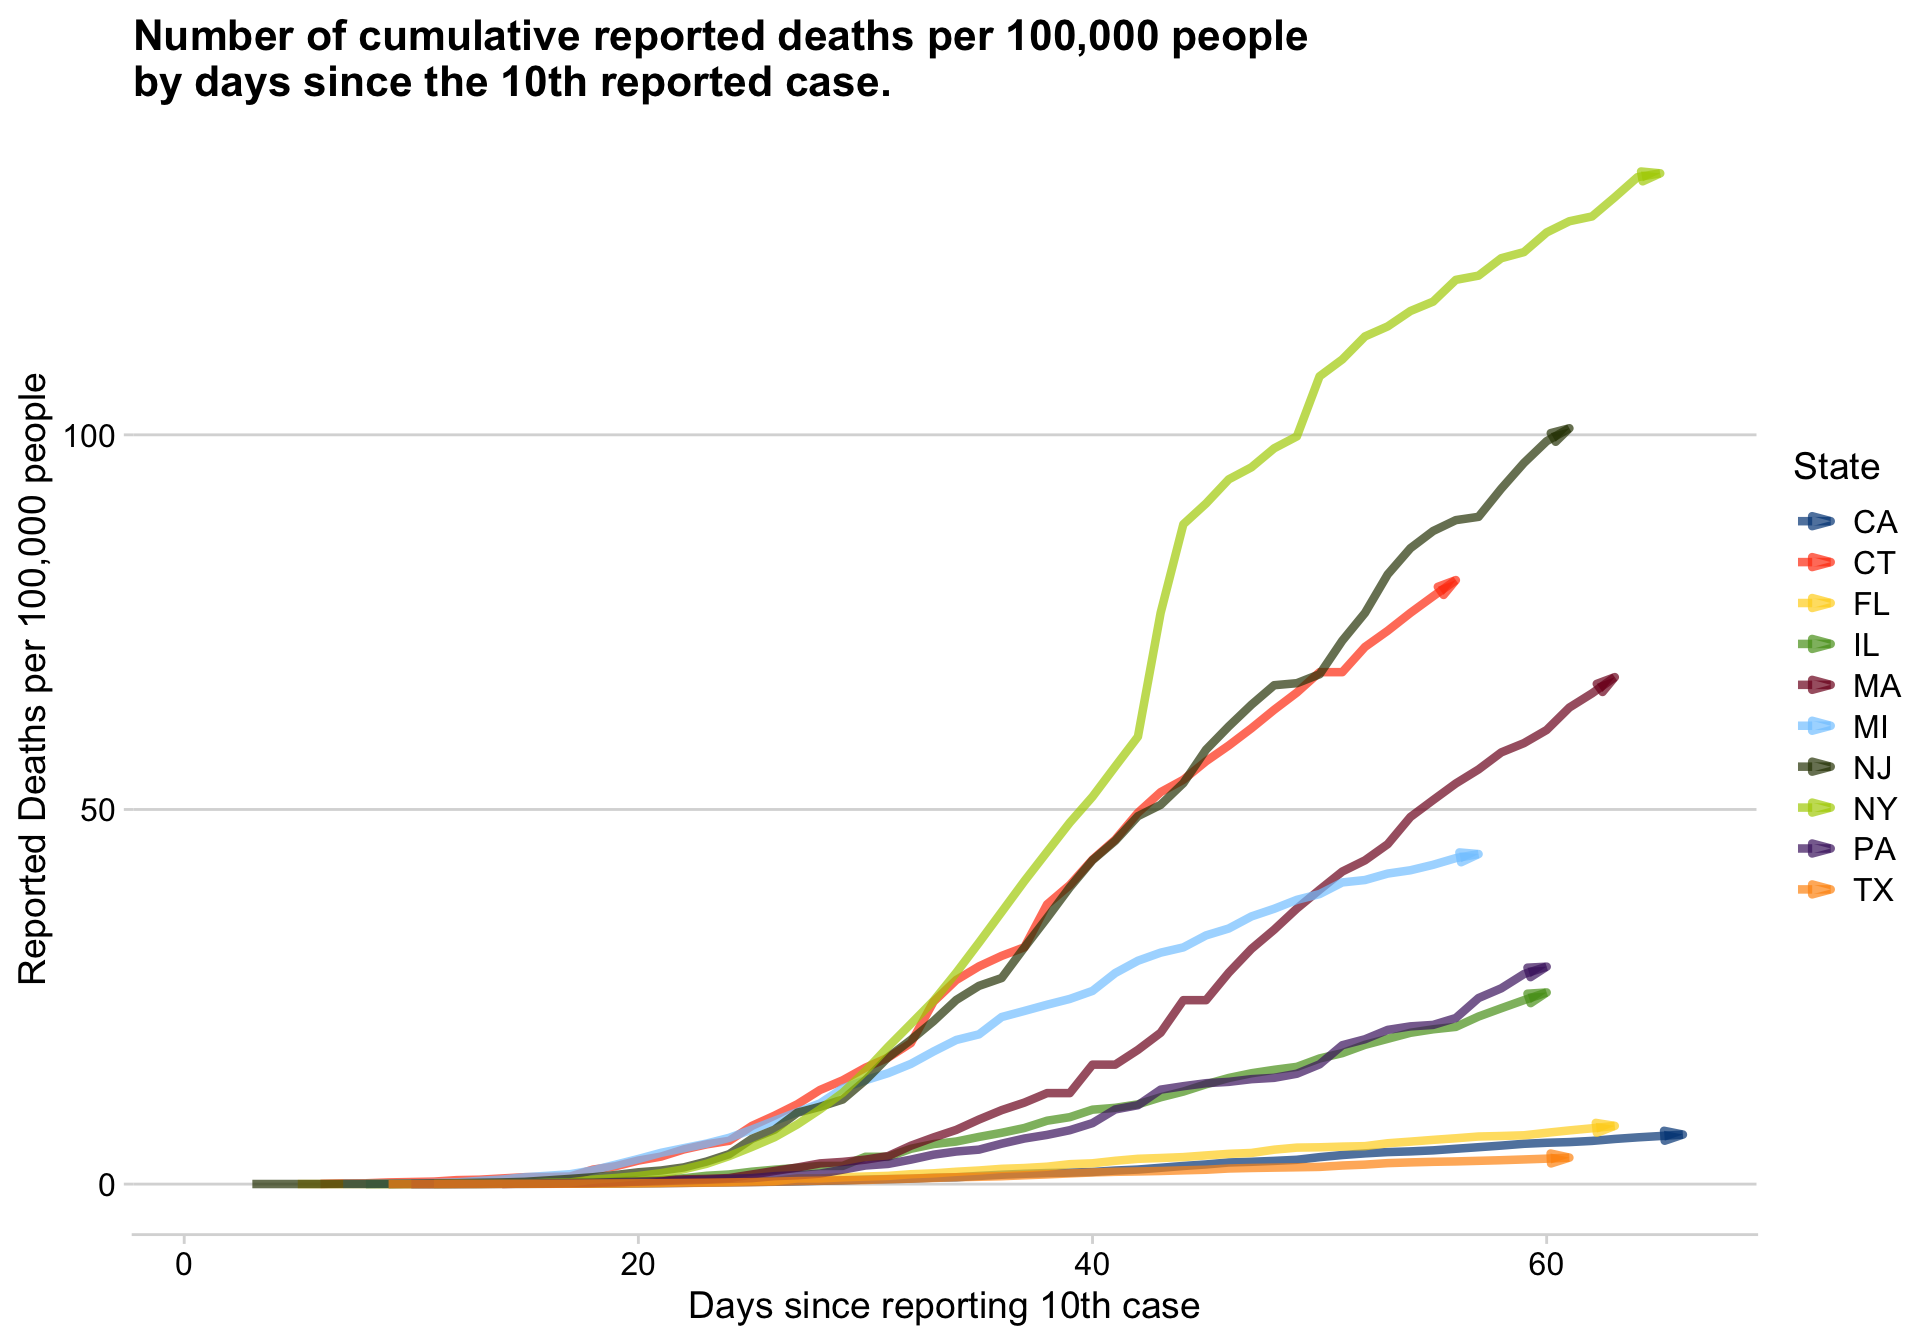 Number of cumulative reported deaths per 100,000 people
by days since the 10th reported case.
Reported Deaths per 100,000 people
100
50
0
0
20
40
60
Days since reporting 10th case
State
CA
CT
FL
IL
MA
MI
NJ
NY
PA
TX